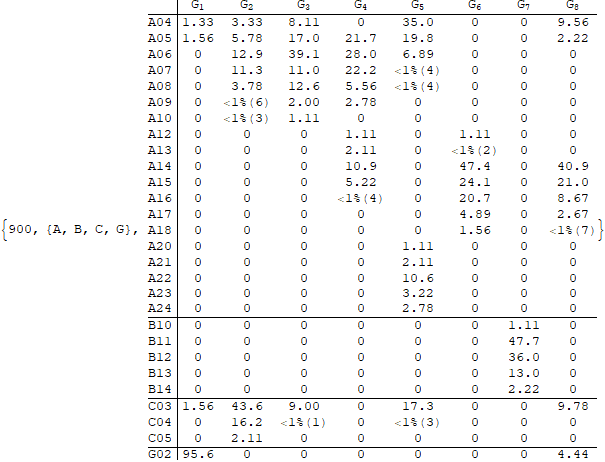 G1 G2 G3 G4 G5 G6 G7 G8
A04 1.33 3.33 8.11 0 35.0 0 0 9.56
A05 1.56 5.78 17.0 21.7 19.8 0 0 2.22
A06 0 12.9 39.1 28.0 6.89 0 0 0
A07 0 11.3 11.0 22.2 <1%(4) 0 0 0
A08 0 3.78 12.6 5.56 <1%(4) 0 0 0
A09 0 <1%(6) 2.00 2.78 0 0 0 0
A10 0 <1%(3) 1.11 0 0 0 0 0
A12 0 0 0 1.11 0 1.11 0 0
A13 0 0 0 2.11 0 <1%(2) 0 0
A14 0 0 0 10.9 0 47.4 0 40.9
A15 0 0 0 5.22 0 24.1 0 21.0
A16 0 0 0 <1%(4) 0 20.7 0 8.67
A17 0 0 0 0 0 4.89 0 2.67
{900, {A, B, C, G}, A18 0 0 0 0 0 1.56 0 <1%(7)}
A20 0 0 0 0 1.11 0 0 0
A21 0 0 0 0 2.11 0 0 0
A22 0 0 0 0 10.6 0 0 0
A23 0 0 0 0 3.22 0 0 0
A24 0 0 0 0 2.78 0 0 0
B10 0 0 0 0 0 0 1.11 0
B11 0 0 0 0 0 0 47.7 0
B12 0 0 0 0 0 0 36.0 0
B13 0 0 0 0 0 0 13.0 0
B14 0 0 0 0 0 0 2.22 0
C03 1.56 43.6 9.00 0 17.3 0 0 9.78
C04 0 16.2 <1%(1) 0 <1%(3) 0 0 0
C05 0 2.11 0 0 0 0 0 0
G02 95.6 0 0 0 0 0 0 4.44